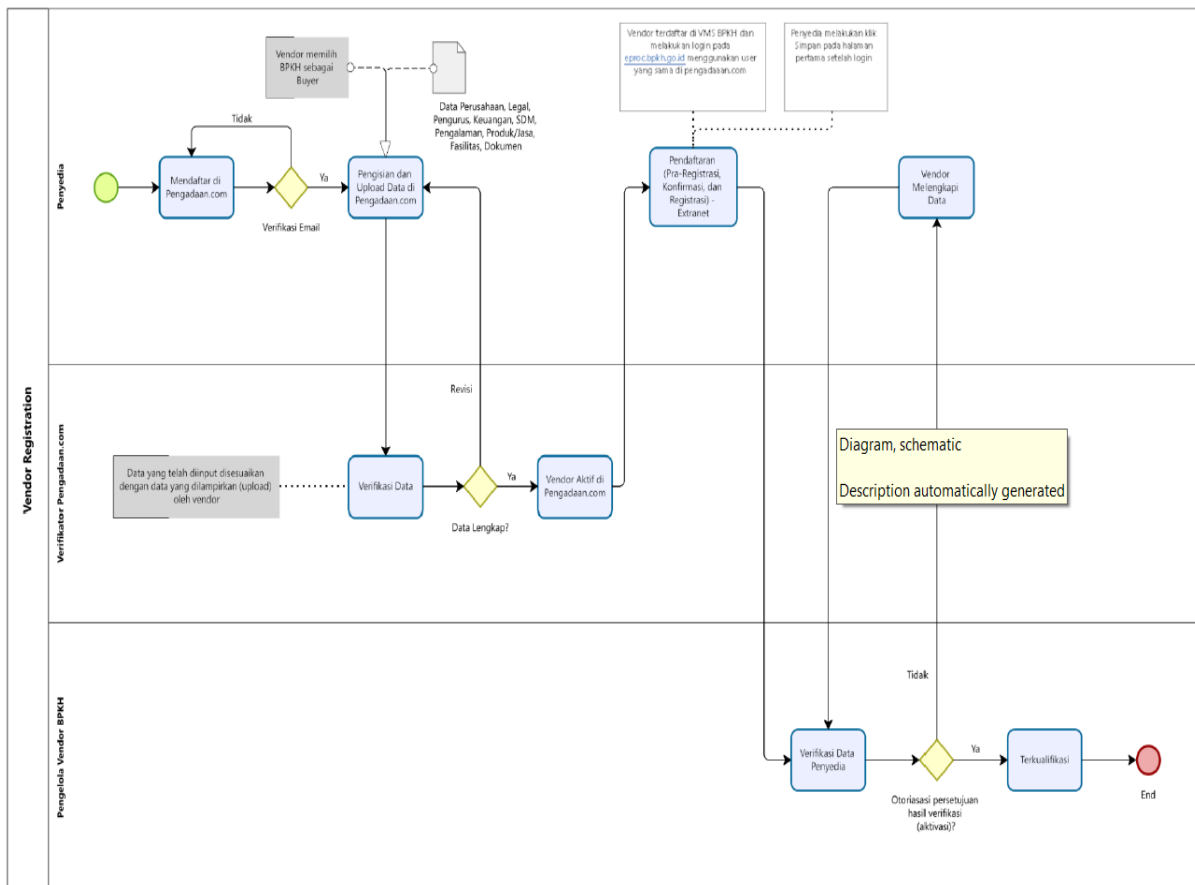 Vendor Registration
Penyedia
Vendor memilih
BPKH sebagai
Buyer
Data Perusahaan, Legal,
Pengurus, Keuangan, SDM,
Pengalaman, Produk/Jasa,
Fasilitas, Dokumen
Vendor terdaftar di VMS BPKH dan
melakukan login pada
eproc.bpkh.go.id menggunakan user
yang sama di pengadaaan.com
Penyedia melakukan klik
Simpan pada halaman
pertama setelah login
Tidak
Mendaftar di
Pengadaan.com
Verifikasi Email
Ya
Pengisian dan
Upload Data di
Pengadaan.com
Pendaftaran
(Pra-Registrasi,
Konfirmasi, dan
Registrasi) -
Extranet
Vendor
Melengkapi
Data
Verifikator Pengadaan.com
Revisi
Data yang telah diinput disesuaikan
dengan data yang dilampirkan (upload)
oleh vendor
Verifikasi Data
Data Lengkap?
Ya
Vendor Aktif di
Pengadaan.com
Diagram, schematic
Description automatically generated
Pengelola Vendor BPKH
Tidak
Verifikasi Data
Penyedia
Otoriasasi persetujuan
hasil verifikasi
(aktivasi)?
Ya
Terkualifikasi
End